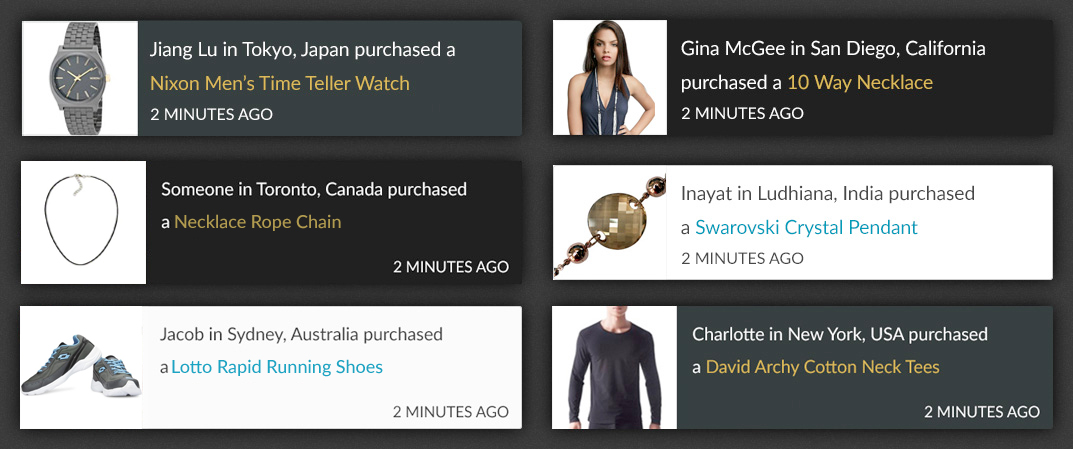 Jiang Lu in Tokyo, Japan purchased a
Nixon Men's Time Teller Watch
2 MINUTES AGO
Gina McGee in San Diego, California
purchased a 10 Way Necklace
2 MINUTES AGO
Someone in Toronto, Canada purchased
a Necklace Rope Chain
2 MINUTES AGO
Inayat in Ludhiana, India purchased
a Swarovski Crystal Pendant
2 MINUTES AGO
Jacob in Sydney, Australia purchased
a Lotto Rapid Running Shoes
2 MINUTES AGO
Charlotte in New York, USA purchased
a David Archy Cotton Neck Tees
2 MINUTES AGO